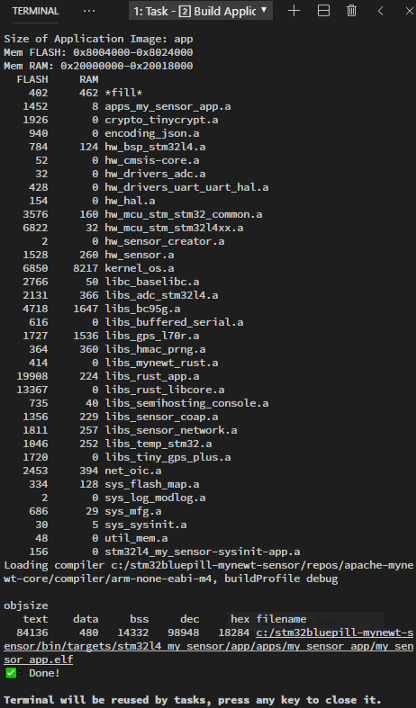 TERMINAL
1: Task - Build Applic
Size of Application Image: app
Mem FLASH: 0x8004000-0x8024000
Mem RAM: 0x20000000-0x20018000
FLASH RAM
402 462 *fill*
1452 8 apps_my_sensor_app.a
1926 0 crypto_tinycrypt.a
940 0 encoding_json.a
784 124 hw_bsp_stm32l4.a
52 0 hw_cmsis-core.a
32 0 hw_drivers_adc.a
428 0 hw_drivers_uart_uart_hal.a
154 0 hw_hal.a
3576 160 hw_mcu_stm_stm32_common.a
6822 32 hw_mcu_stm_stm32l4xx.a
2 0 hw_sensor_creator.a
1528 260 hw_sensor.a
6850 8217 kernel_os.a
2766 50 libc_baselibc.a
2131 366 libs_adc_stm32l4.a
4718 1647 libs_bc95g.a
616 0 libs_buffered_serial.a
1727 1536 libs_gps_l70r.a
364 360 libs_hmac_prng.a
414 0 libs_mynewt_rust.a
19908 224 libs_rust_app.a
13367 0 libs_rust_libcore.a
735 40 libs_semihosting_console.a
1356 229 libs_sensor_coap.a
1811 257 libs_sensor_network.a
1046 252 libs_temp_stm32.a
1720 0 libs_tiny_gps_plus.a
2453 394 net_oic.a
334 128 sys_flash_map.a
2 0 sys_log_modlog.a
686 29 sys_mfg.a
30 5 sys_sysinit.a
48 0 util_mem.a
156 0 stm32l4_my_sensor-sysinit-app.a
Loading compiler c:/stm32bluepill-mynewt-sensor/repos/apache-myne
wt-core/compiler/arm-none-eabi-m4, buildProfile debug
objsize
text data bss dec hex filename
84136 480 14332 98948 18284 c:/stm32bluepill-mynewt-s
ensor/bin/targets/stm32l4_my_sensor/app/apps/my_sensor_app/my_sen
sor_app.elf
✅ Done!
Terminal will be reused by tasks, press any key to close it.